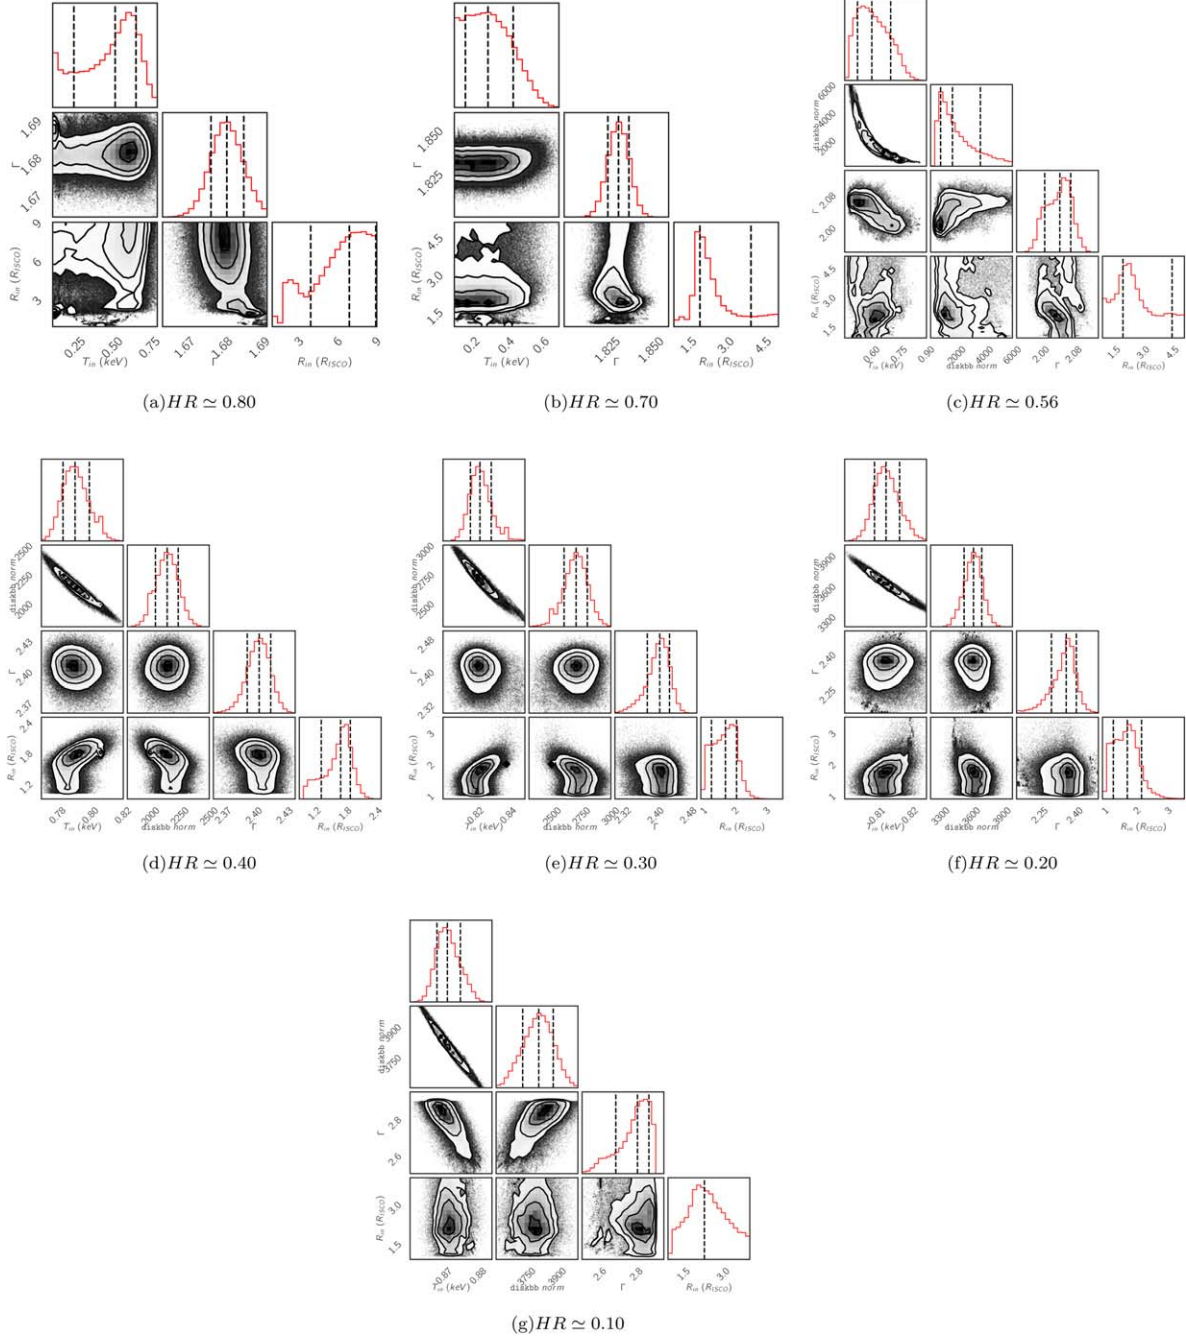 1.69
1.68
1.67
Γ
9
6
3
R_in (R_ISCO)
0.25
0.50
0.75
T_in (keV)
1.67
1.68
1.69
Γ
3
6
9
R_in (R_ISCO)
(a)HR ≃ 0.80
1.850
1.825
Γ
4.5
3.0
1.5
R_in (R_ISCO)
0.2
0.4
0.6
T_in (keV)
1.825
1.850
Γ
1.5
3.0
4.5
R_in (R_ISCO)
(b)HR ≃ 0.70
6000
4000
2000
diskbb norm
2.08
2.00
Γ
4.5
3.0
1.5
R_in (R_ISCO)
0.60
0.75
0.90
T_in (keV)
2000
4000
6000
diskbb norm
2.00
2.08
Γ
1.5
3.0
4.5
R_in (R_ISCO)
(c)HR ≃ 0.56
2500
2250
2000
diskbb norm
2.43
2.40
2.37
Γ
2.4
1.8
1.2
R_in (R_ISCO)
0.78
0.80
0.82
T_in (keV)
2000
2250
2500
diskbb norm
2.37
2.40
2.43
Γ
1.2
1.8
2.4
R_in (R_ISCO)
(d)HR ≃ 0.40
3000
2750
2500
diskbb norm
2.48
2.40
2.32
Γ
3
2
1
R_in (R_ISCO)
0.82
0.84
T_in (keV)
2500
2750
3000
diskbb norm
2.32
2.40
2.48
Γ
1
2
3
R_in (R_ISCO)
(e)HR ≃ 0.30
3900
3600
3300
diskbb norm
2.40
2.25
Γ
3
2
1
R_in (R_ISCO)
0.81
0.82
T_in (keV)
3300
3600
3900
diskbb norm
2.25
2.40
Γ
1
2
3
R_in (R_ISCO)
(f)HR ≃ 0.20
3900
3750
diskbb norm
2.8
2.6
Γ
3.0
1.5
R_in (R_ISCO)
0.87
0.88
T_in (keV)
3750
3900
diskbb norm
2.6
2.8
Γ
1.5
3.0
R_in (R_ISCO)
(g)HR ≃ 0.10